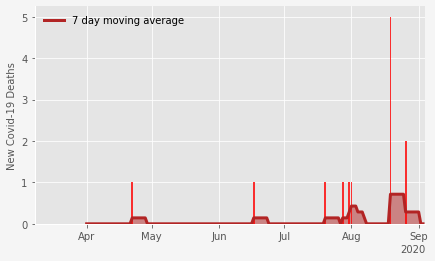 7 day moving average
New Covid-19 Deaths
5
4
3
2
1
0
Apr
May
Jun
Jul
Aug
Sep
2020